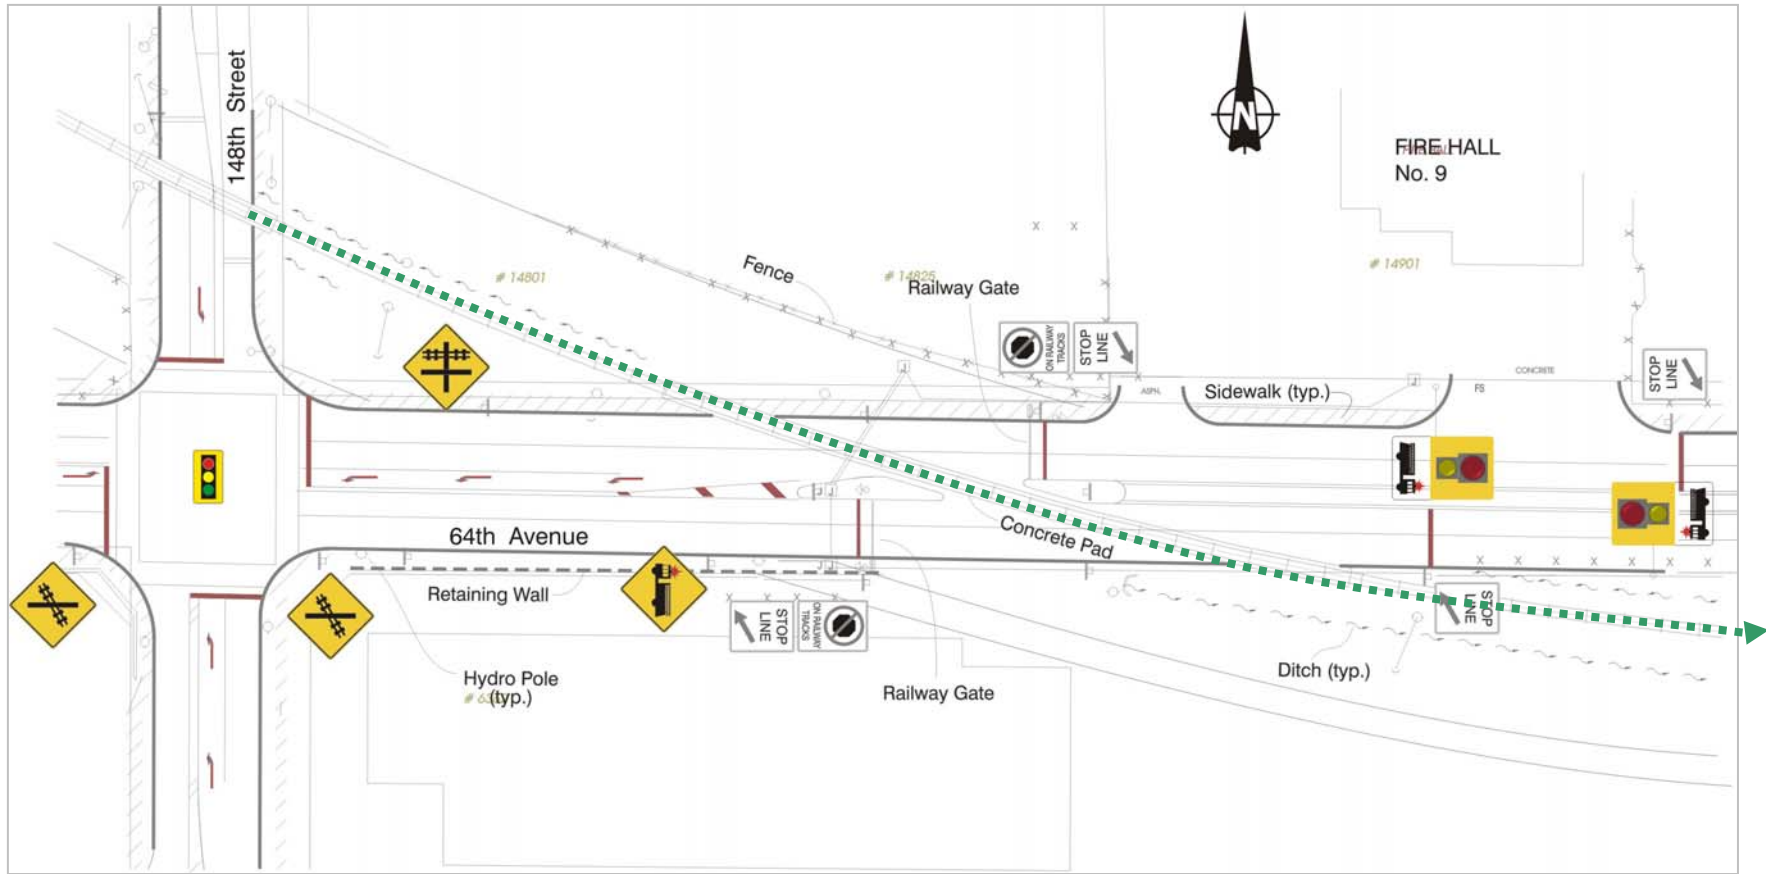 148th Street
N
FIRE HALL
No. 9
# 14901
Fence
# 14801
# 14825
Railway Gate
ON RAILWAY
TRACKS
STOP
LINE
STOP
LINE
CONCRETE
ASPH.
Sidewalk (typ.)
FS
64th Avenue
Concrete Pad
Retaining Wall
STOP
LINE
ON RAILWAY
TRACKS
STOP
LINE
Ditch (typ.)
Hydro Pole
(typ.)
Railway Gate